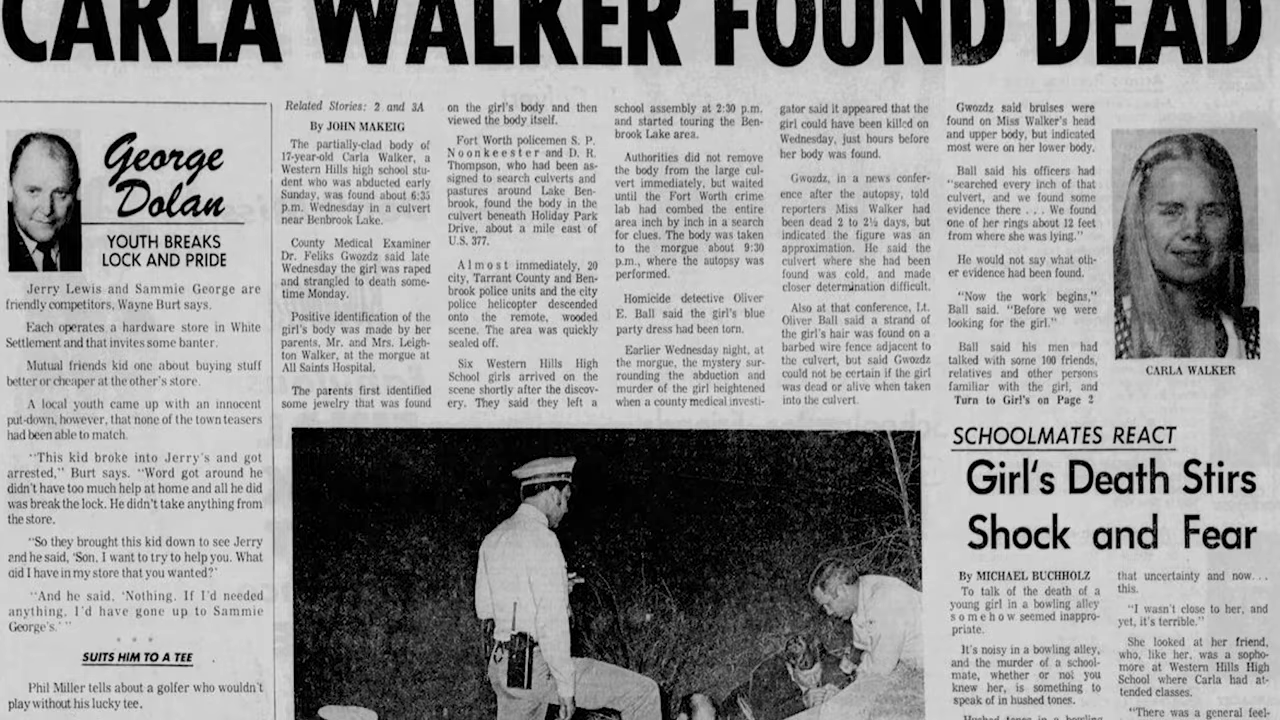 CARLA WALKER FOUND DEAD
George
Dolan
YOUTH BREAKS
LOCK AND PRIDE
Jerry Lewis and Sammie George are
friendly competitors, Wayne Burt says.
Each operates a hardware store in White
Settlement and that invites some banter.
Mutual friends kid one about buying stuff
better or cheaper at the other's store.
A local youth came up with an innocent
put-down, however, that none of the town teasers
had been able to match.
"This kid broke into Jerry's and got
arrested," Burt says. "Word got around he
didn't have too much help at home and all he did
was break the lock. He didn't take anything from
the store.
"So they brought this kid down to see Jerry
and he said, 'Son, I want to try to help you. What
did I have in my store that you wanted?'
"And he said, 'Nothing. If I'd needed
anything, I'd have gone up to Sammie
George's.' "
* * *
SUITS HIM TO A TEE
Phil Miller tells about a golfer who wouldn't
play without his lucky tee.
Related Stories: 2 and 3A
By JOHN MAKEIG
The partially-clad body of
17-year-old Carla Walker, a
Western Hills high school stu-
dent who was abducted early
Sunday, was found about 6:35
p.m. Wednesday in a culvert
near Benbrook Lake.
County Medical Examiner
Dr. Feliks Gwozdz said late
Wednesday the girl was raped
and strangled to death some-
time Monday.
Positive identification of the
girl's body was made by her
parents, Mr. and Mrs. Leigh-
ton Walker, at the morgue at
All Saints Hospital.
The parents first identified
some jewelry that was found
on the girl's body and then
viewed the body itself.
Fort Worth policemen S. P.
Noonkeester and D. R.
Thompson, who had been as-
signed to search culverts and
pastures around Lake Ben-
brook, found the body in the
culvert beneath Holiday Park
Drive, about a mile east of
U.S. 377.
Almost immediately, 20
city, Tarrant County and Ben-
brook police units and the city
police helicopter descended
onto the remote, wooded
scene. The area was quickly
sealed off.
Six Western Hills High
School girls arrived on the
scene shortly after the discov-
ery. They said they left a
school assembly at 2:30 p.m.
and started touring the Ben-
brook Lake area.
Authorities did not remove
the body from the large cul-
vert immediately, but waited
until the Fort Worth crime
lab had combed the entire
area inch by inch in a search
for clues. The body was taken
to the morgue about 9:30
p.m., where the autopsy was
performed.
Homicide detective Oliver
E. Ball said the girl's blue
party dress had been torn.
Earlier Wednesday night, at
the morgue, the mystery sur-
rounding the abduction and
murder of the girl heightened
when a county medical investi-
gator said it appeared that the
girl could have been killed on
Wednesday, just hours before
her body was found.
Gwozdz, in a news confer-
ence after the autopsy, told
reporters Miss Walker had
been dead 2 to 2½ days, but
indicated the figure was an
approximation. He said the
culvert where she had been
found was cold, and made
closer determination difficult.
Also at that conference, Lt.
Oliver Ball said a strand of
the girl's hair was found on a
barbed wire fence adjacent to
the culvert, but said Gwozdz
could not be certain if the girl
was dead or alive when taken
into the culvert.
Gwozdz said bruises were
found on Miss Walker's head
and upper body, but indicated
most were on her lower body.
Ball said his officers had
"searched every inch of that
culvert, and we found some
evidence there . . . We found
one of her rings about 12 feet
from where she was lying."
He would not say what oth-
er evidence had been found.
"Now the work begins,"
Ball said. "Before we were
looking for the girl."
Ball said his men had
talked with some 100 friends,
relatives and other persons
familiar with the girl, and
Turn to Girl's on Page 2
CARLA WALKER
SCHOOLMATES REACT
Girl's Death Stirs
Shock and Fear
By MICHAEL BUCHHOLZ
To talk of the death of a
young girl in a bowling alley
somehow seemed inappro-
priate.
It's noisy in a bowling alley,
and the murder of a school-
mate, whether or not you
knew her, is something to
speak of in hushed tones.
Hushed tones in a bowling
that uncertainty and now . . .
this.
"I wasn't close to her, and
yet, it's terrible."
She looked at her friend,
who, like her, was a sopho-
more at Western Hills High
School where Carla had at-
tended classes.
"There was a general feel-